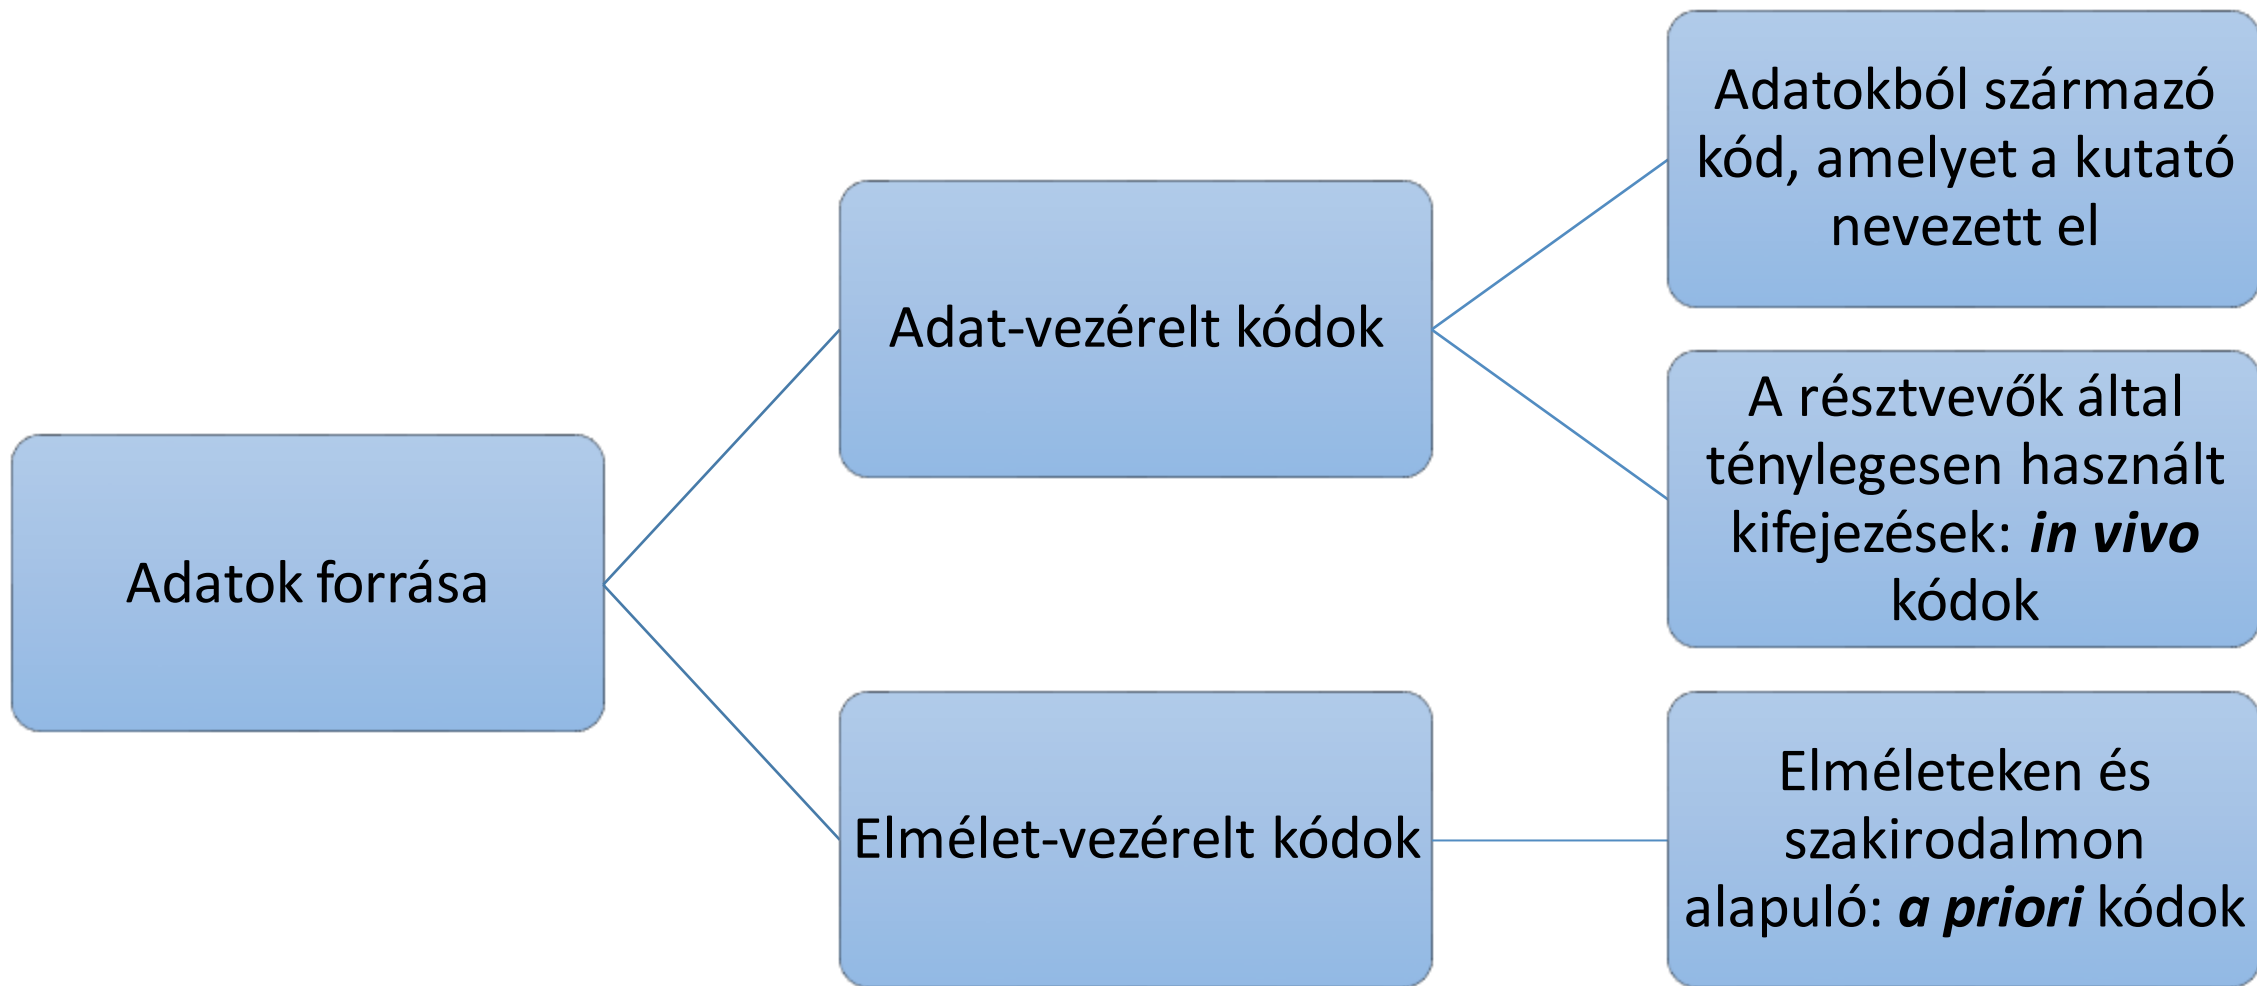 Adatok forrása
Adat-vezérelt kódok
Adatokból származó
kód, amelyet a kutató
nevezett el
A résztvevők által
ténylegesen használt
kifejezések: in vivo
kódok
Elmélet-vezérelt kódok
Elméleteken és
szakirodalmon
alapuló: a priori kódok